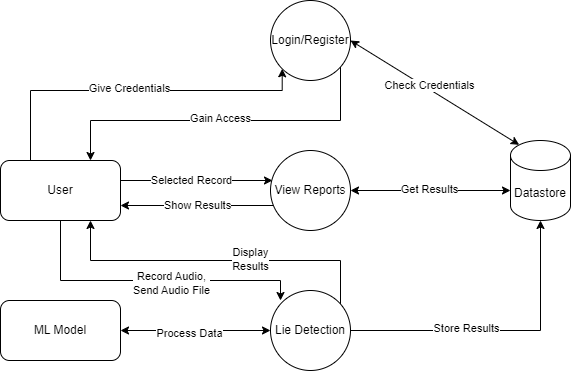 Login/Register
Give Credentials
Check Credentials
Gain Access
User
Selected Record
View Reports
Get Results
Datastore
Show Results
Display
Results
Record Audio,
Send Audio File
ML Model
Process Data
Lie Detection
Store Results